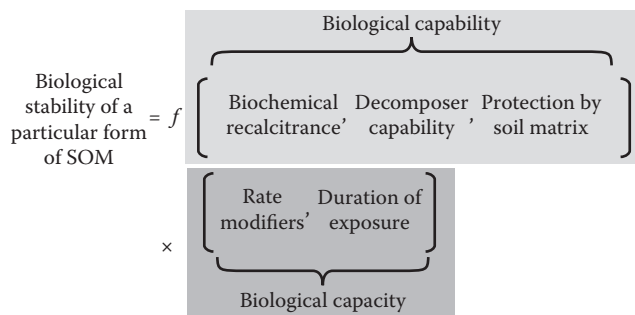 Biological capability
Biological
stability of a
particular form
of SOM
= f
Biochemical
recalcitrance,
Decomposer
capability,
Protection by
soil matrix
×
Rate
modifiers,
Duration of
exposure
Biological capacity